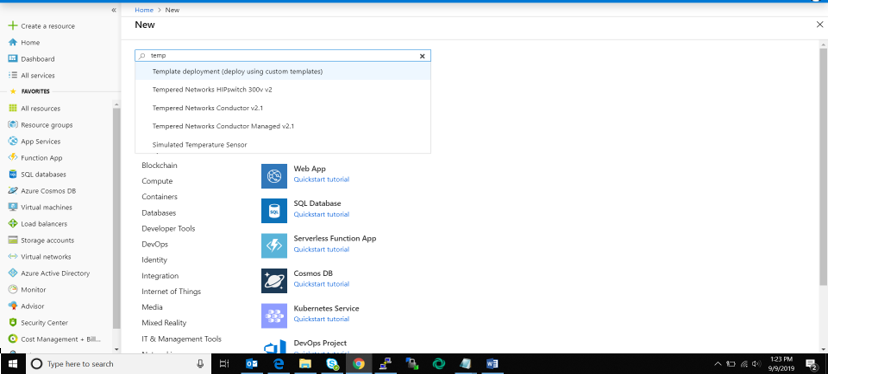 Home > New
New
Create a resource
Home
Dashboard
All services
FAVORITES
All resources
Resource groups
App Services
Function App
SQL databases
Azure Cosmos DB
Virtual machines
Load balancers
Storage accounts
Virtual networks
Azure Active Directory
Monitor
Advisor
Security Center
Cost Management + Bill...
temp
Template deployment (deploy using custom templates)
Tempered Networks HIPswitch 300v v2
Tempered Networks Conductor v2.1
Tempered Networks Conductor Managed v2.1
Simulated Temperature Sensor
Blockchain
Compute
Containers
Databases
Developer Tools
DevOps
Identity
Integration
Internet of Things
Media
Mixed Reality
IT & Management Tools
Web App
Quickstart tutorial
SQL
SQL Database
Quickstart tutorial
Serverless Function App
Quickstart tutorial
Cosmos DB
Quickstart tutorial
Kubernetes Service
Quickstart tutorial
DevOps Project
Type here to search
1:23 PM
9/9/2019